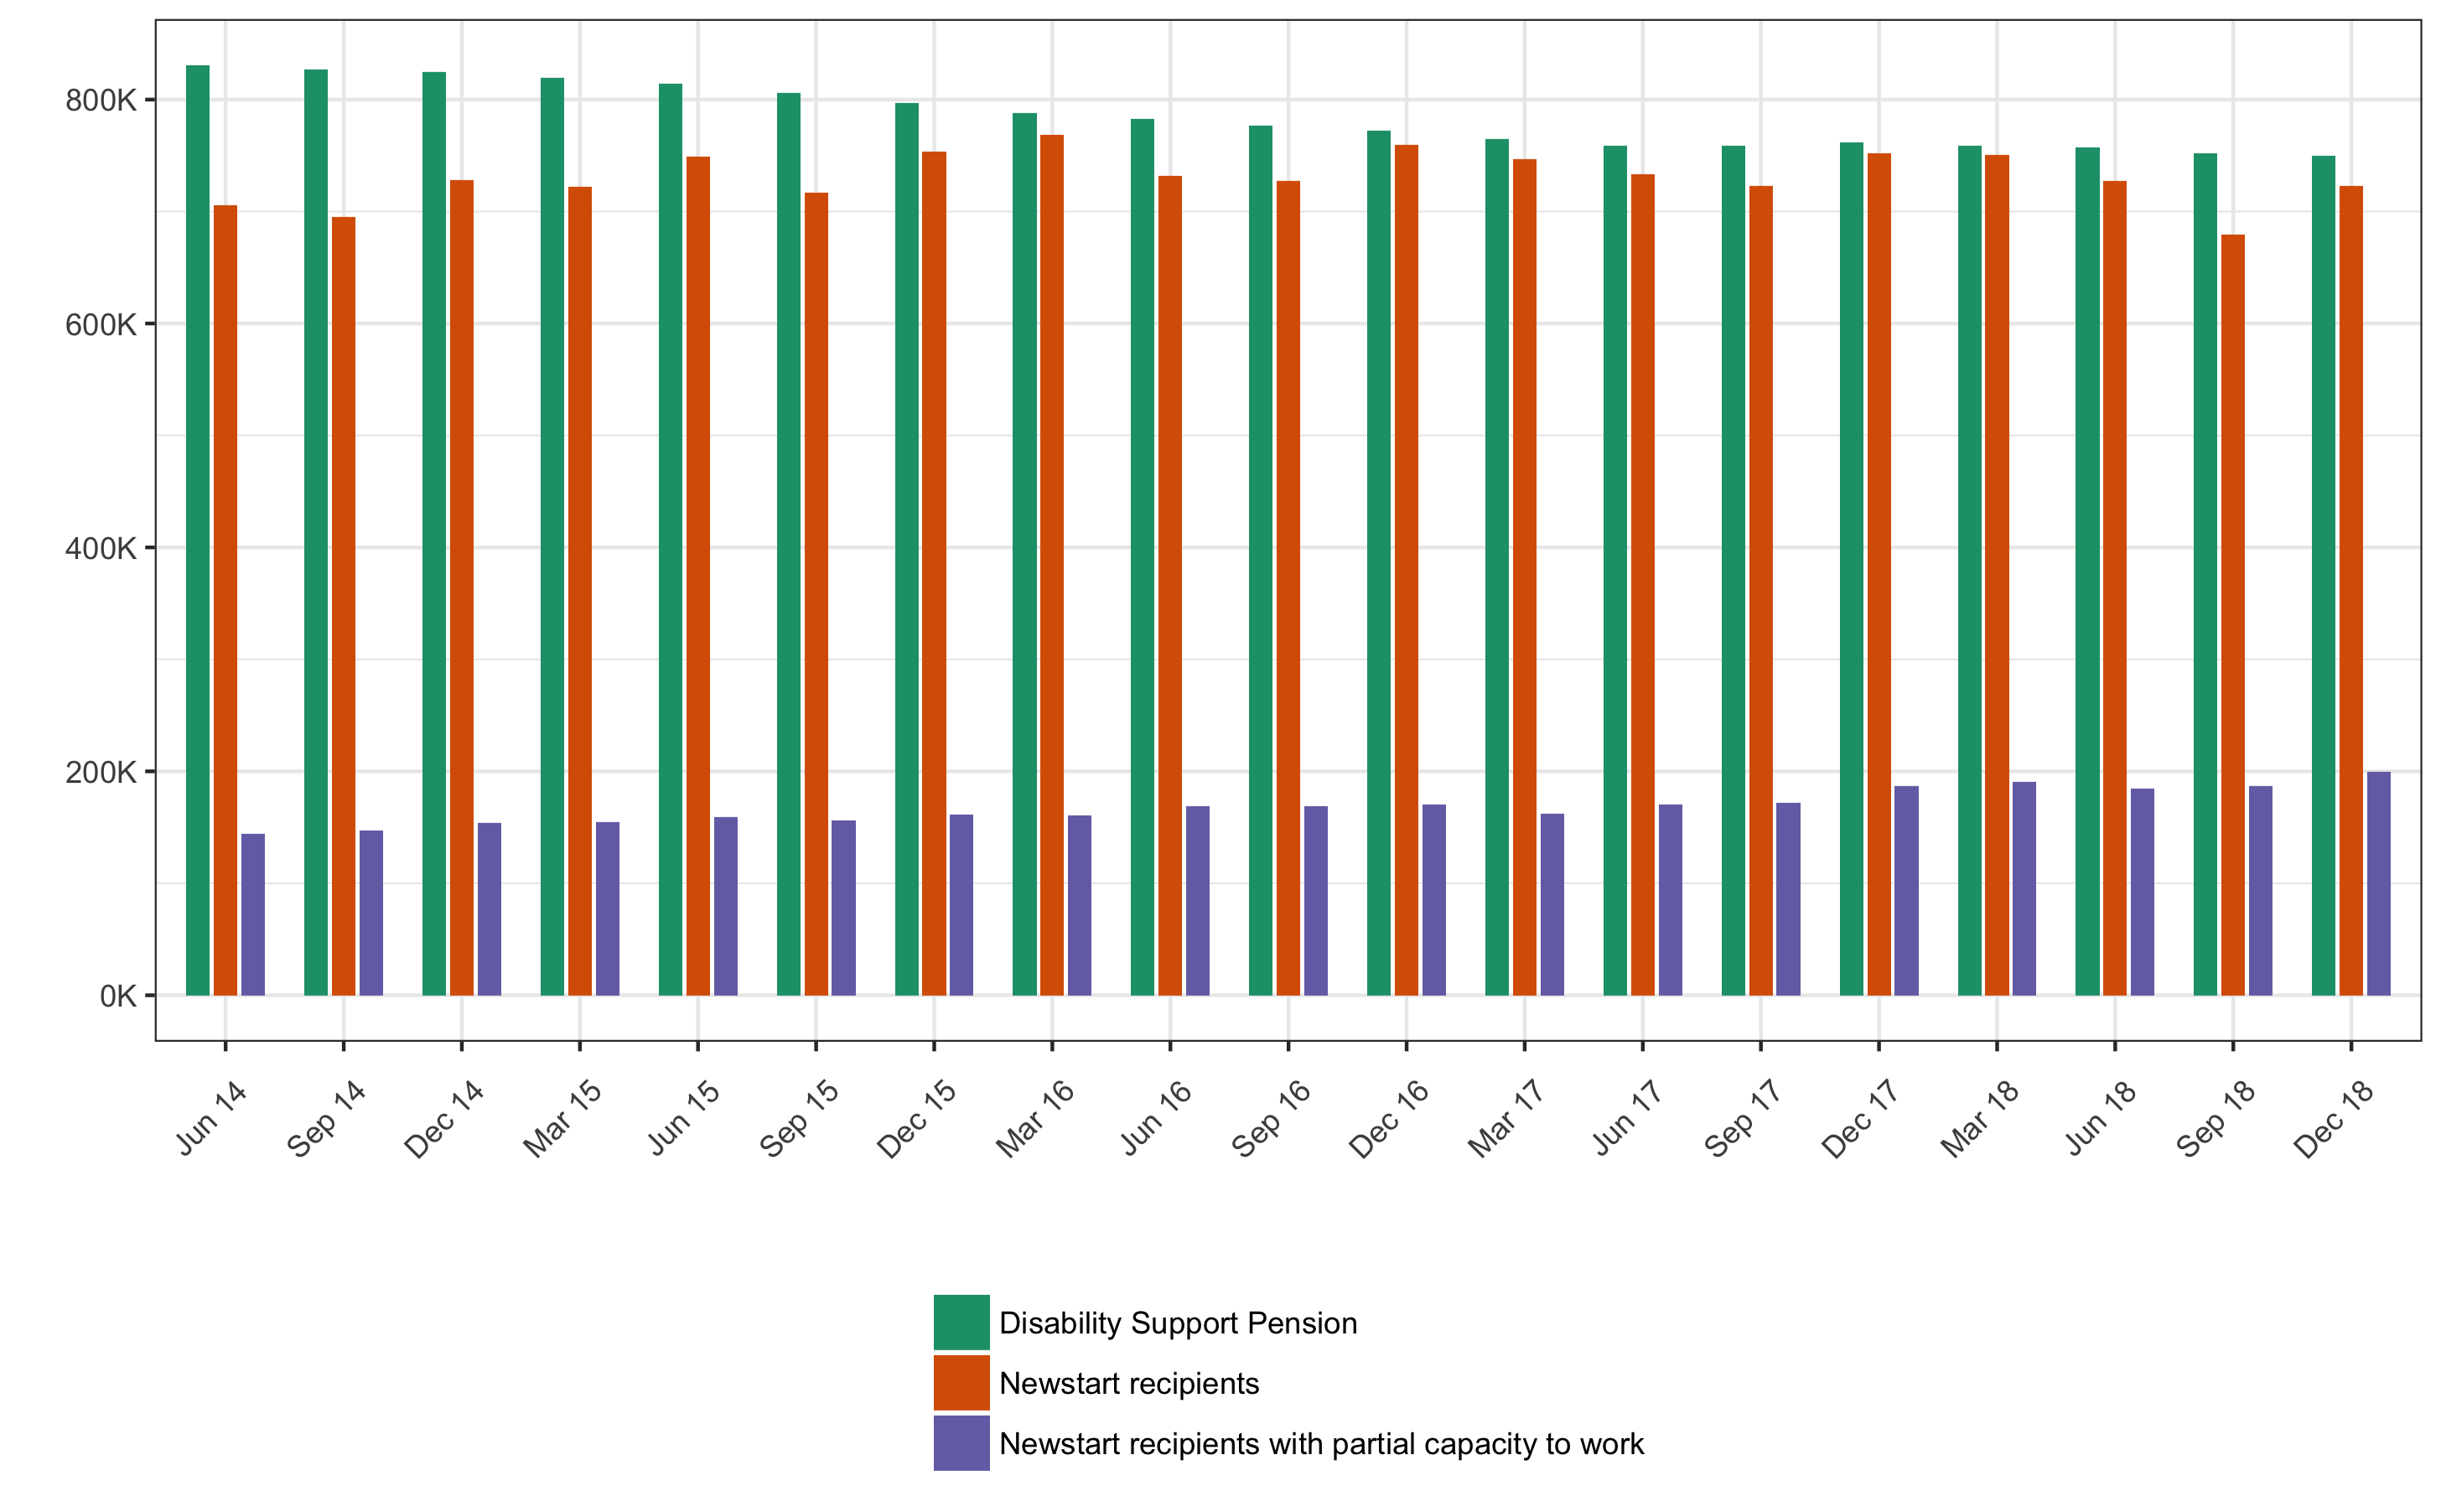 800K
600K
400K
200K
0K
Jun 14
Sep 14
Dec 14
Mar 15
Jun 15
Sep 15
Dec 15
Mar 16
Jun 16
Sep 16
Dec 16
Mar 17
Jun 17
Sep 17
Dec 17
Mar 18
Jun 18
Sep 18
Dec 18
Disability Support Pension
Newstart recipients
Newstart recipients with partial capacity to work